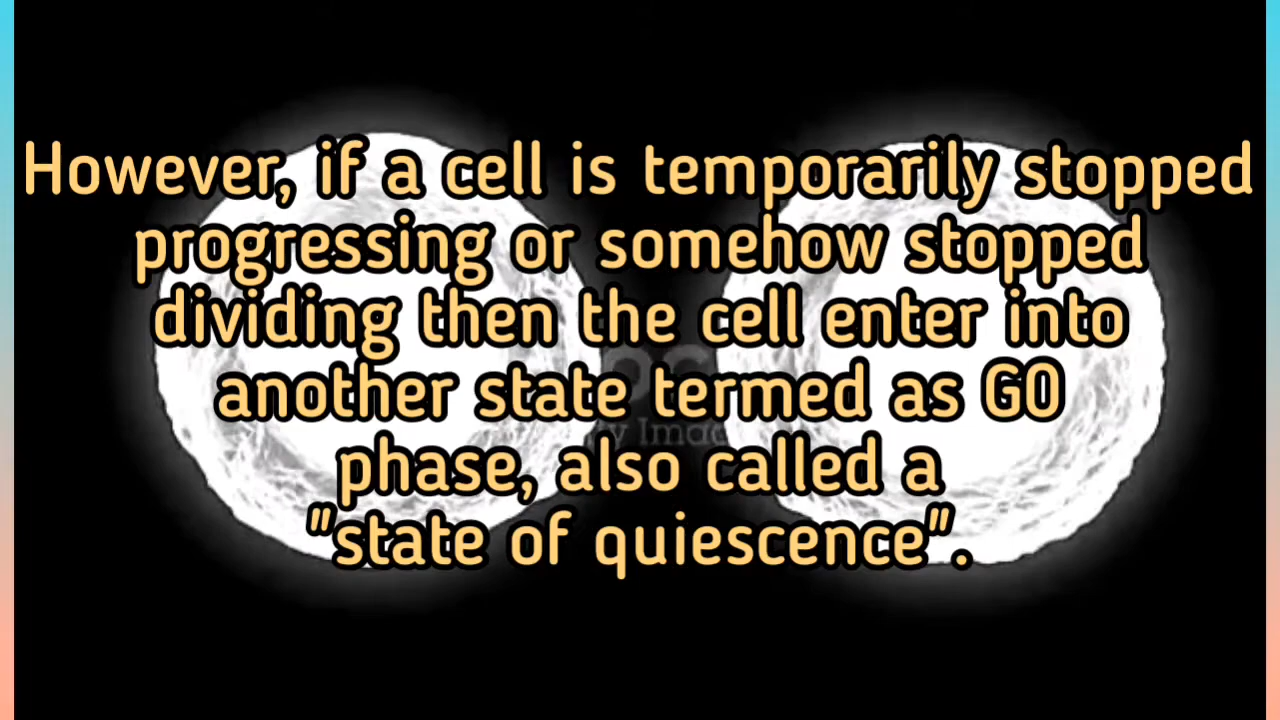 However, if a cell is temporarily stopped
progressing or somehow stopped
dividing then the cell enter into
another state termed as G0
phase, also called a
"state of quiescence".